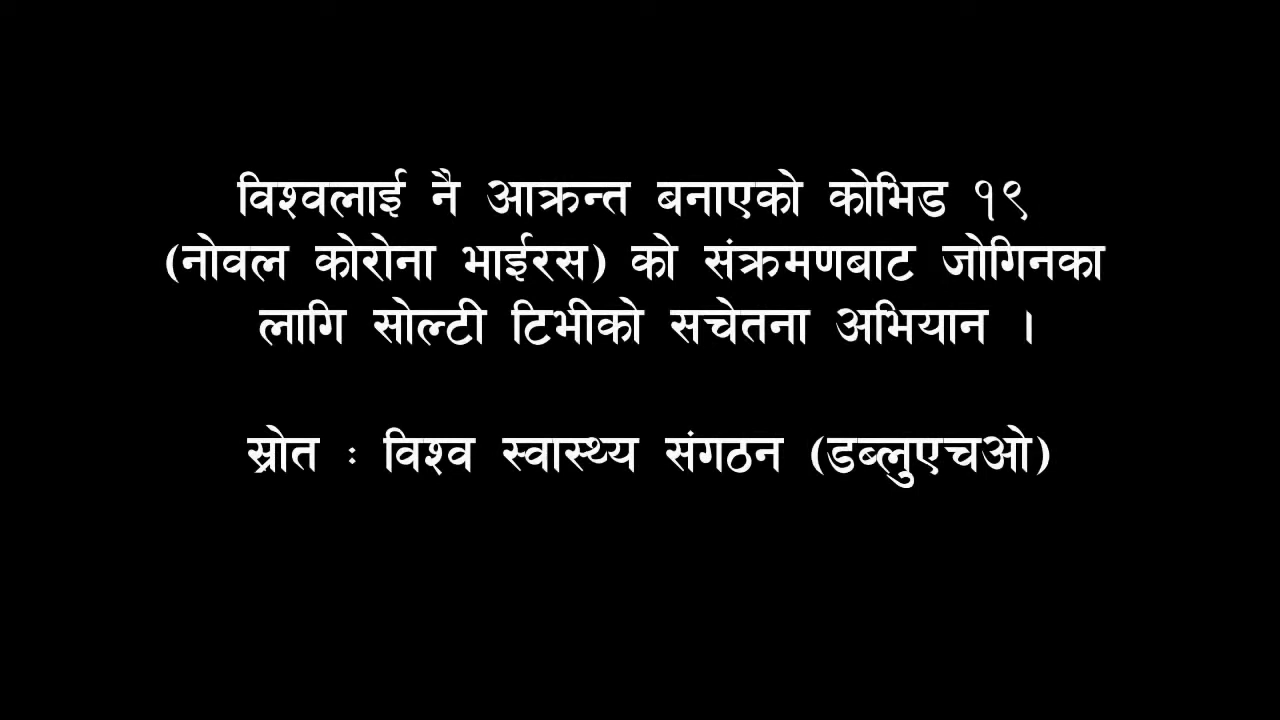 विश्वलाई नै आक्रन्त बनाएको कोभिड १९
(नोवल कोरोना भाईरस) को संक्रमणबाट जोगिनका
लागि सोल्टी टिभीको सचेतना अभियान ।
स्रोत : विश्व स्वास्थ्य संगठन (डब्लुएचओ)